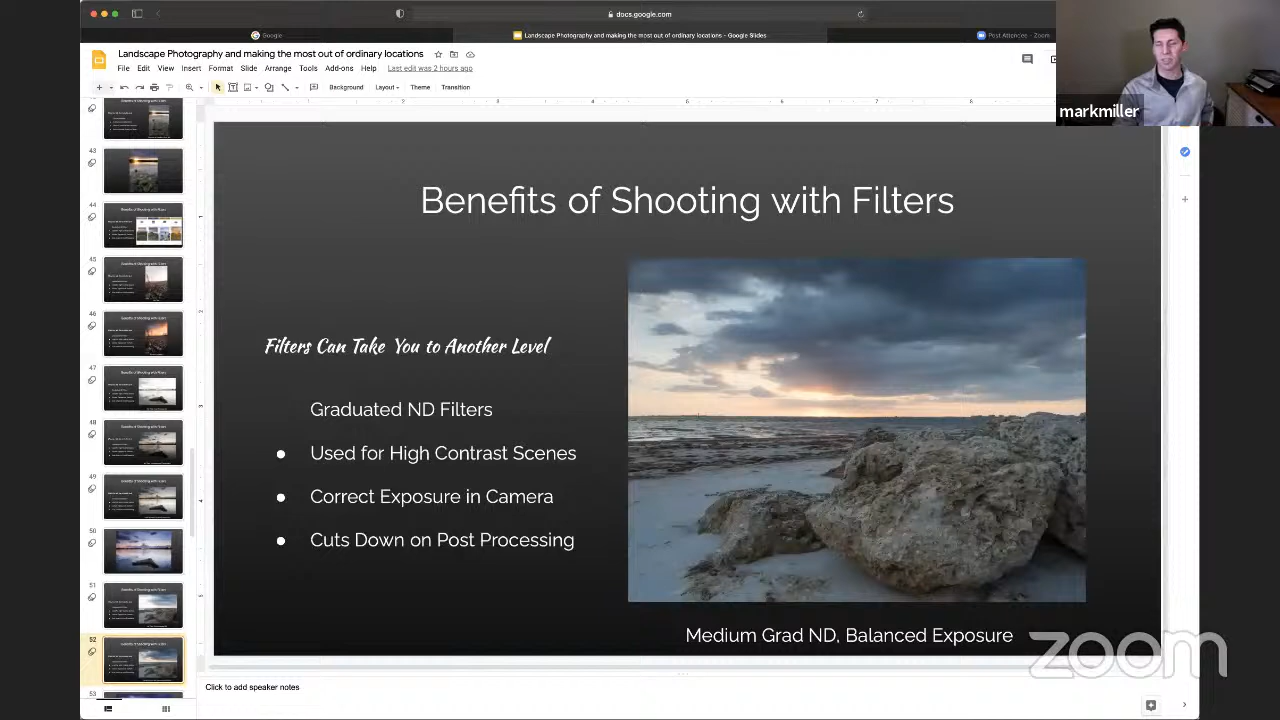 docs.google.com
Google
Landscape Photography and making the most out of ordinary locations. - Google Slides
Post Attendee - Zoom
Landscape Photography and making the most out of ordinary locations.
File Edit View Insert Format Slide Arrange Tools Add-ons Help Last edit was 2 hours ago
Background Layout Theme Transition
markmiller
Benefits of Shooting with Filters
Filters Can Take You to Another Level
Graduated ND Filters
Used for High Contrast Scenes
Correct Exposure in Camera
Cuts Down on Post Processing
Medium Grad ND, Balanced Exposure
43
44
45
46
47
48
49
50
51
52
53
Click to add speaker notes
zoom